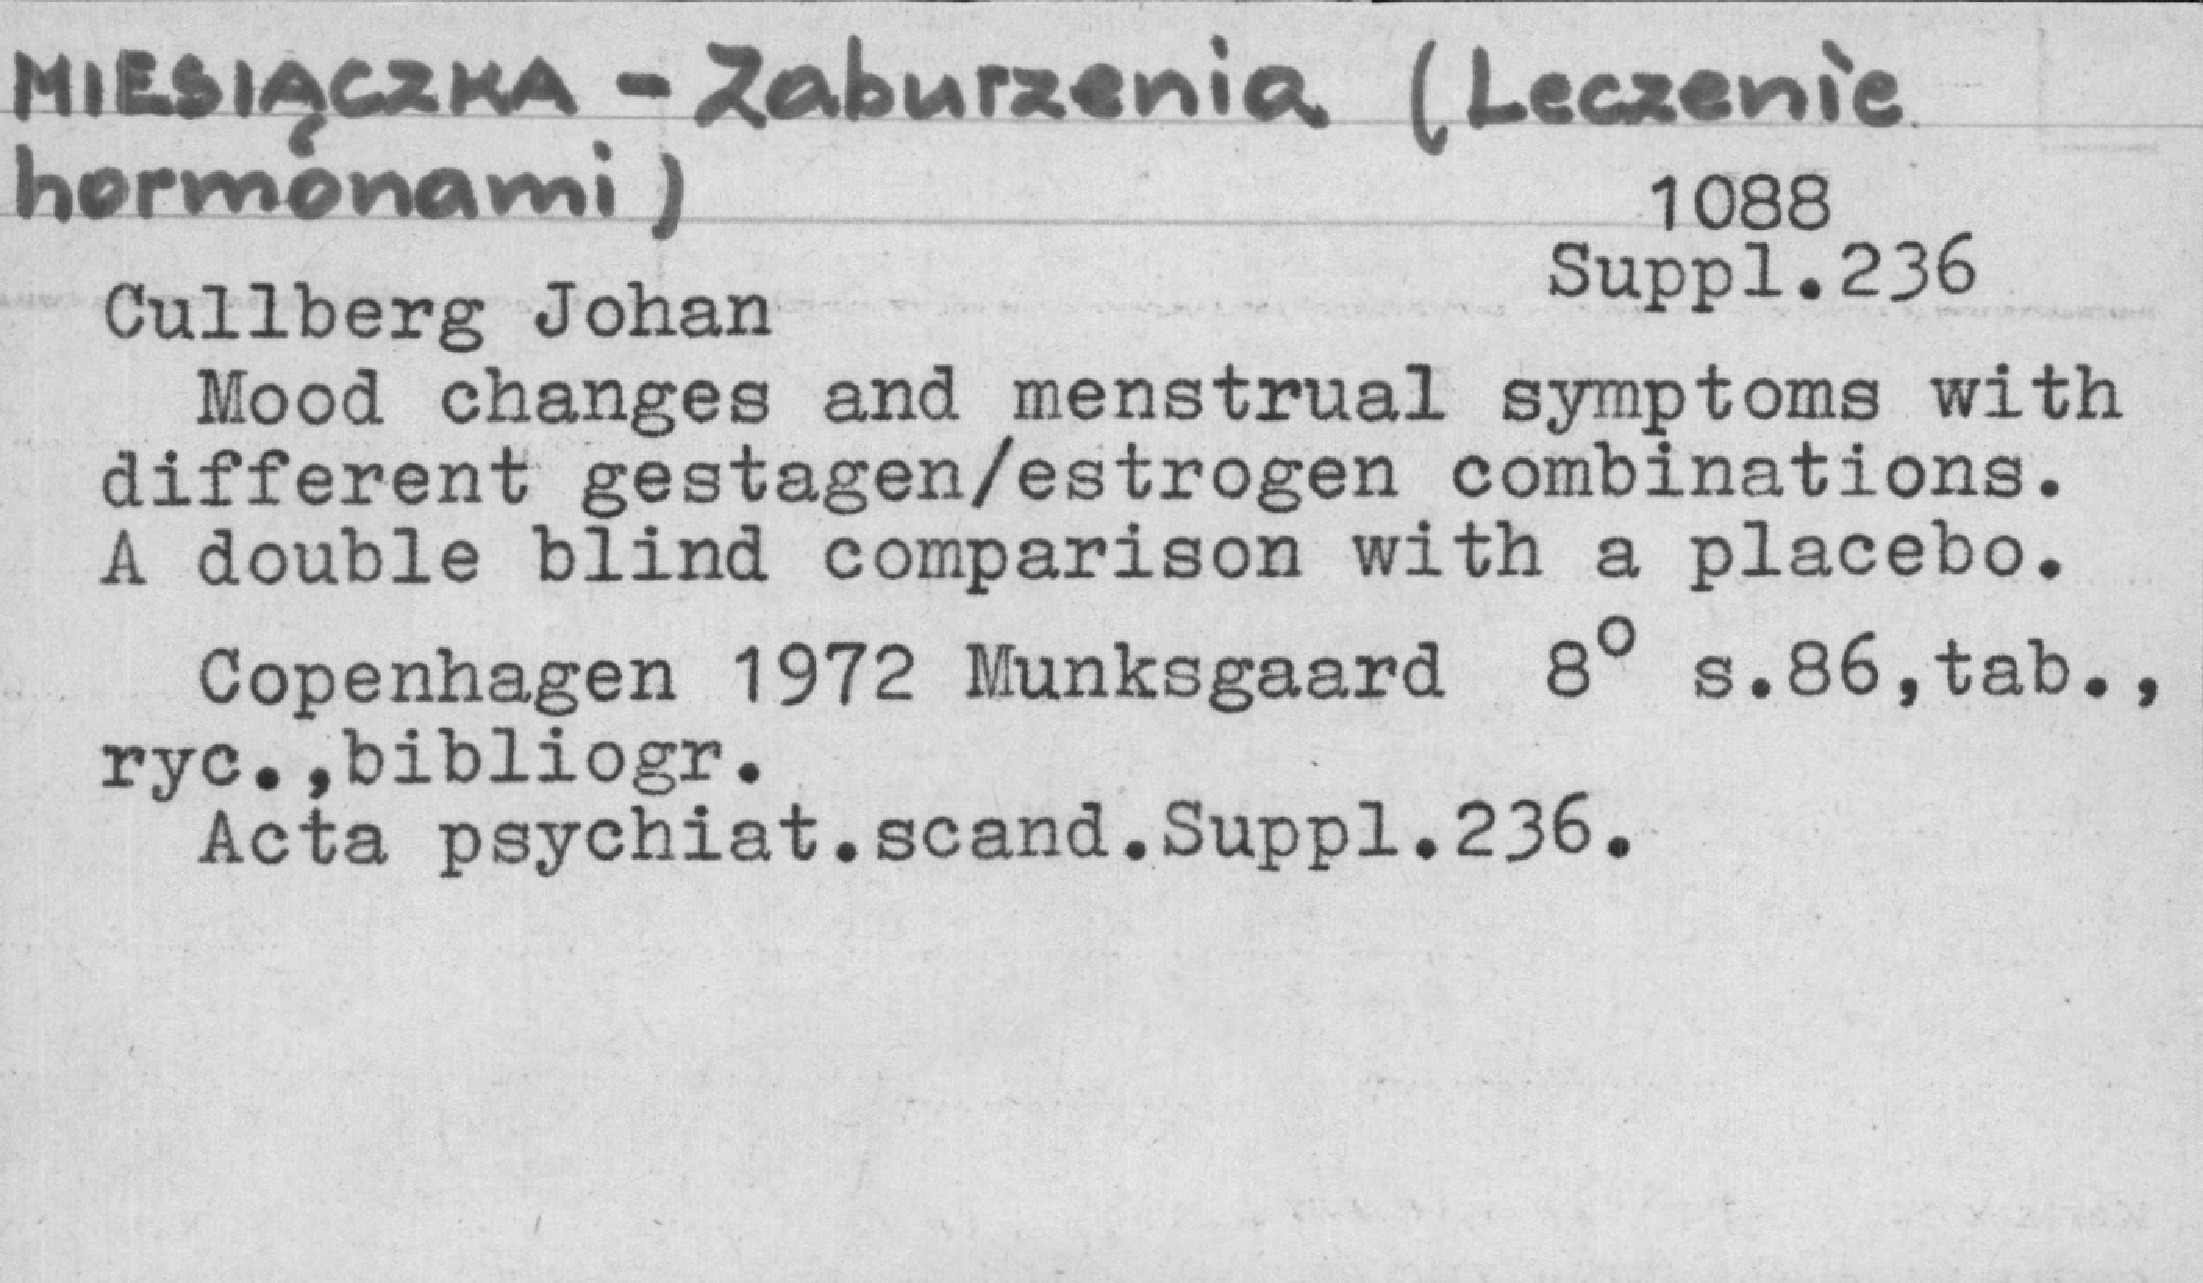 MIESIĄCZKA - Zaburzenia (Leczenie
hormonami)
1088
Suppl.236
Cullberg Johan
Mood changes and menstrual symptoms with
different gestagen/estrogen combinations.
A double blind comparison with a placebo.
Copenhagen 1972 Munksgaard 8° s.86,tab.,
ryc.,bibliogr.
Acta psychiat.scand.Suppl.236.